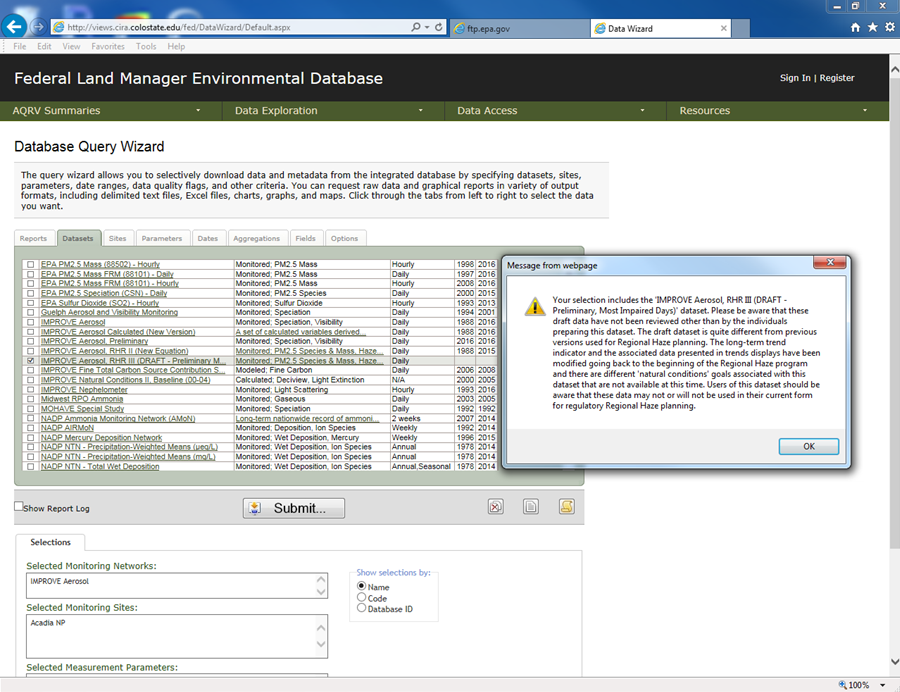 http://views.cira.colostate.edu/fed/DataWizard/Default.aspx
ftp.epa.gov
Data Wizard
File Edit View Favorites Tools Help
Federal Land Manager Environmental Database
Sign In | Register
AQRV Summaries Data Exploration Data Access Resources
Database Query Wizard
The query wizard allows you to selectively download data and metadata from the integrated database by specifying datasets, sites,
parameters, date ranges, data quality flags, and other criteria. You can request raw data and graphical reports in variety of output
formats, including delimited text files, Excel files, charts, graphs, and maps. Click through the tabs from left to right to select the data
you want.
Reports Datasets Sites Parameters Dates Aggregations Fields Options
EPA PM2.5 Mass (88502) - Hourly Monitored; PM2.5 Mass Hourly 1998 2016
EPA PM2.5 Mass FRM (88101) - Daily Monitored; PM2.5 Mass Daily 1997 2016
EPA PM2.5 Mass FRM (88101) - Hourly Monitored; PM2.5 Mass Hourly 2008 2016
EPA PM2.5 Speciation (CSN) - Daily Monitored; PM2.5 Species Daily 2000 2015
EPA Sulfur Dioxide (SO2) - Hourly Monitored; Sulfur Dioxide Hourly 1993 2013
Guelph Aerosol and Visibility Monitoring Monitored; Speciation Daily 1994 2001
IMPROVE Aerosol Monitored; Speciation, Visibility Daily 1988 2016
IMPROVE Aerosol Calculated (New Version) A set of calculated variables derived... Daily 1988 2016
IMPROVE Aerosol, Preliminary Monitored; Speciation, Visibility Daily 2016 2016
IMPROVE Aerosol, RHR II (New Equation) Monitored; PM2.5 Species & Mass, Haze... Daily 1988 2015
IMPROVE Aerosol, RHR III (DRAFT - Preliminary M... Monitored; PM2.5 Species & Mass, Haze... Daily
IMPROVE Fine Total Carbon Source Contribution S... Modeled; Fine Carbon Daily 2006 2008
IMPROVE Natural Conditions II, Baseline (00-04) Calculated; Deciview, Light Extinction N/A 2000 2005
IMPROVE Nephelometer Monitored; Light Scattering Hourly 1993 2016
Midwest RPO Ammonia Monitored; Gaseous Daily 2003 2005
MOHAVE Special Study Monitored; Speciation Daily 1992 1992
NADP Ammonia Monitoring Network (AMoN) Long-term nationwide record of ammoni... 2 weeks 2007 2014
NADP AIRMoN Monitored; Deposition, Ion Species Weekly 1992 2014
NADP Mercury Deposition Network Monitored; Wet Deposition, Mercury Weekly 1996 2015
NADP NTN - Precipitation-Weighted Means (µeq/L) Monitored; Wet Deposition, Ion Species Annual 1978 2014
NADP NTN - Precipitation-Weighted Means (mg/L) Monitored; Wet Deposition, Ion Species Annual 1978 2014
NADP NTN - Total Wet Deposition Monitored; Wet Deposition, Ion Species Annual,Seasonal 1978 2014
Message from webpage
Your selection includes the 'IMPROVE Aerosol, RHR III (DRAFT -
Preliminary, Most Impaired Days)' dataset. Please be aware that these
draft data have not been reviewed other than by the individuals
preparing this dataset. The draft dataset is quite different from previous
versions used for Regional Haze planning. The long-term trend
indicator and the associated data presented in trends displays have been
modified going back to the beginning of the Regional Haze program
and there are different 'natural conditions' goals associated with this
dataset that are not available at this time. Users of this dataset should be
aware that these data may not or will not be used in their current form
for regulatory Regional Haze planning.
OK
Show Report Log
Submit...
Selections
Selected Monitoring Networks:
IMPROVE Aerosol
Show selections by:
Name
Code
Database ID
Selected Monitoring Sites:
Acadia NP
Selected Measurement Parameters:
100%